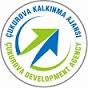 ÇUKUROVA KALKINMA AJANSI
ÇUKUROVA DEVELOPMENT AGENCY